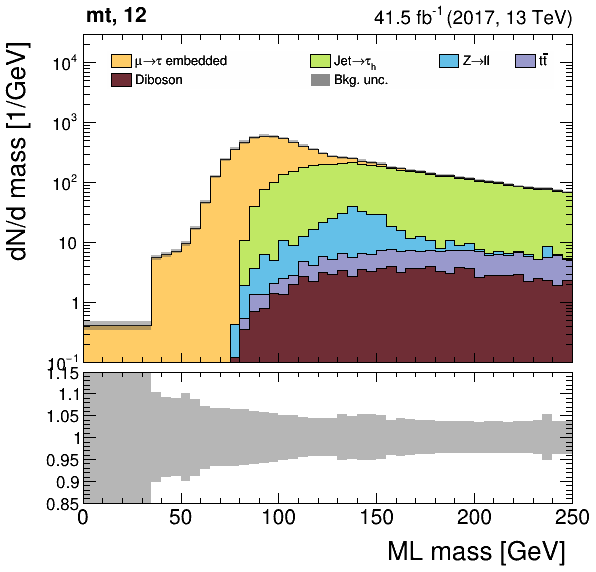 mt, 12 41.5 fb⁻¹ (2017, 13 TeV)
μ→τ embedded Jet→τₕ Z→ll tt̄
Diboson Bkg. unc.
dN/d mass [1/GeV]
10⁴
10³
10²
10
1
10⁻¹
1.15
1.1
1.05
1
0.95
0.9
0.85
0 50 100 150 200 250
ML mass [GeV]